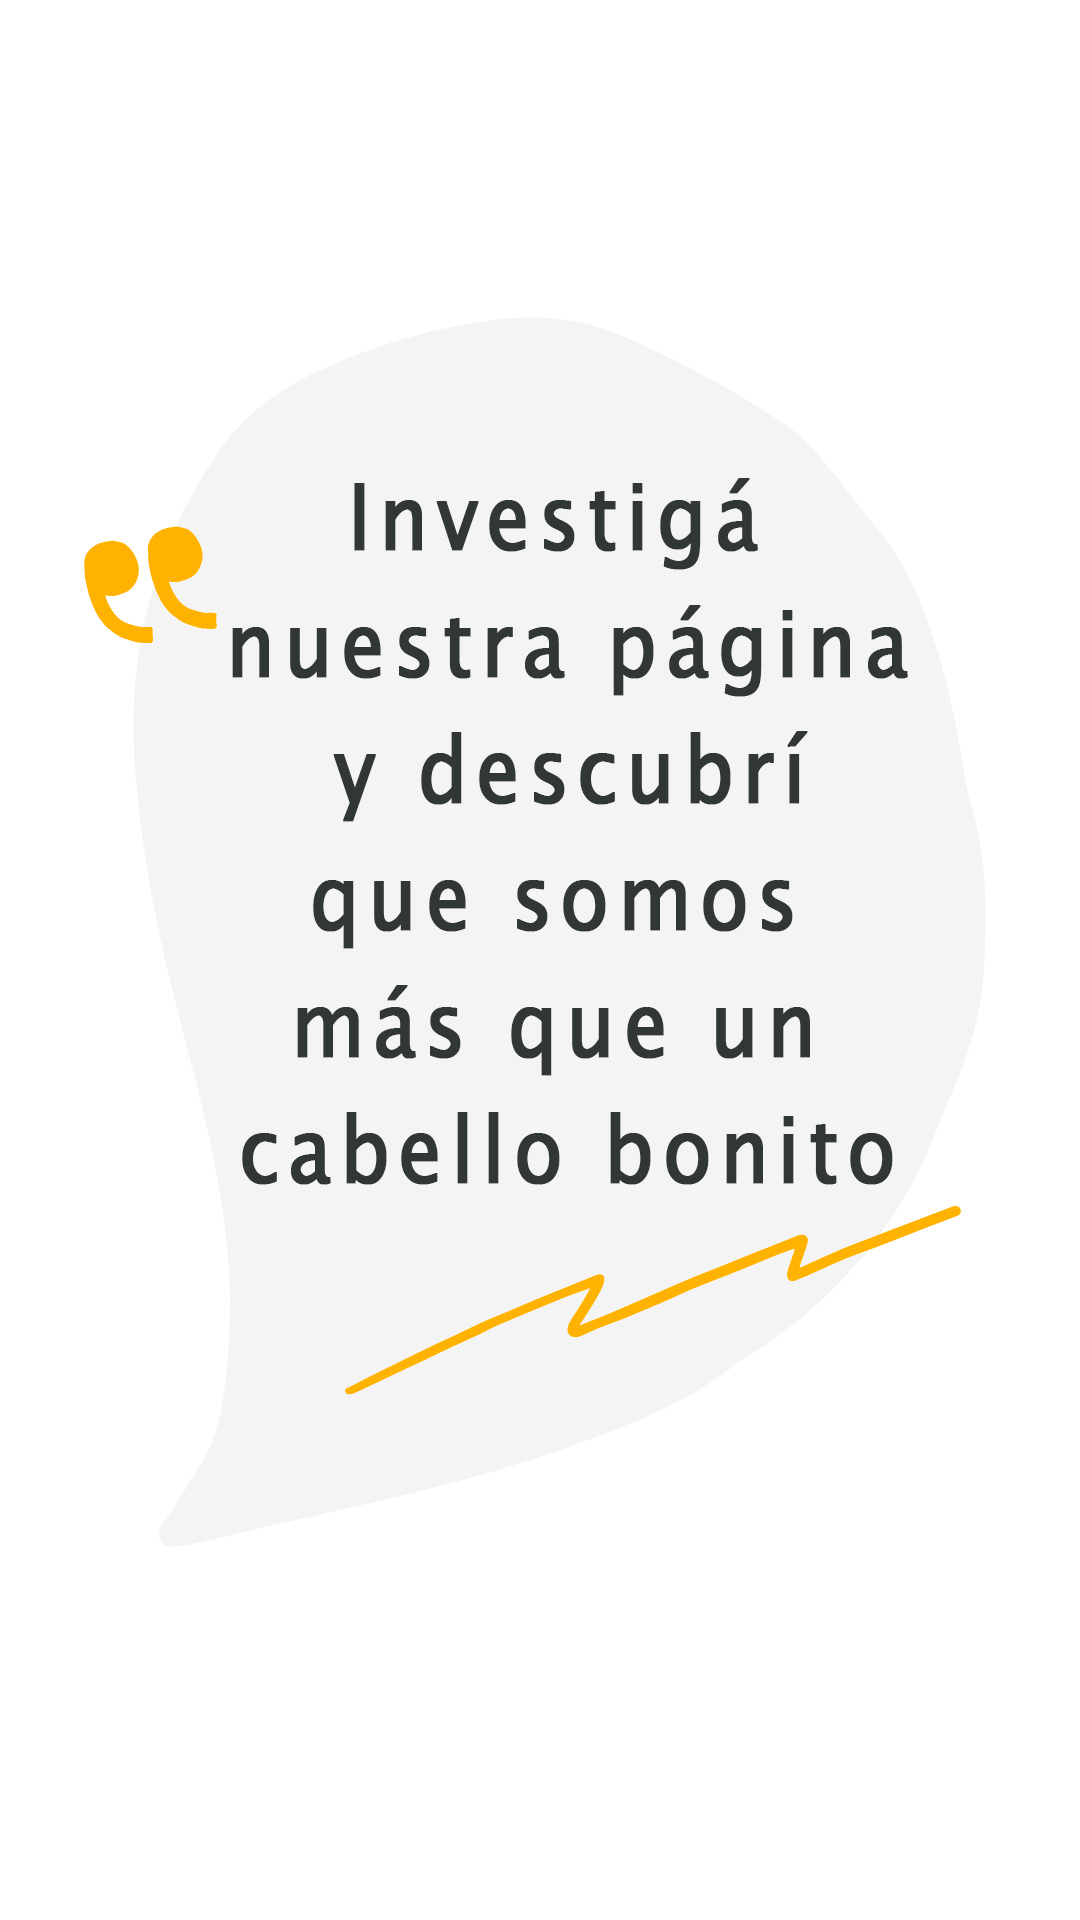 Investigá
nuestra página
y descubrí
que somos
más que un
cabello bonito